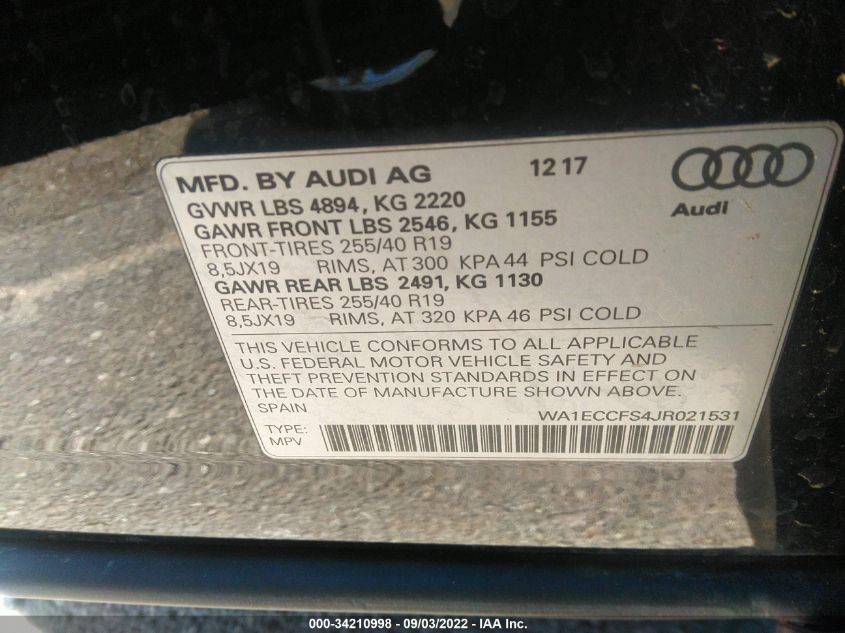 MFD. BY AUDI AG 12 17
Audi
GVWR LBS 4894, KG 2220
GAWR FRONT LBS 2546, KG 1155
FRONT-TIRES 255/40 R19
8,5JX19 RIMS, AT 300 KPA 44 PSI COLD
GAWR REAR LBS 2491, KG 1130
REAR-TIRES 255/40 R19
8,5JX19 RIMS, AT 320 KPA 46 PSI COLD
THIS VEHICLE CONFORMS TO ALL APPLICABLE
U.S. FEDERAL MOTOR VEHICLE SAFETY AND
THEFT PREVENTION STANDARDS IN EFFECT ON
THE DATE OF MANUFACTURE SHOWN ABOVE.
SPAIN WA1ECCFS4JR021531
TYPE:
MPV
000-34210998 - 09/03/2022 - IAA Inc.